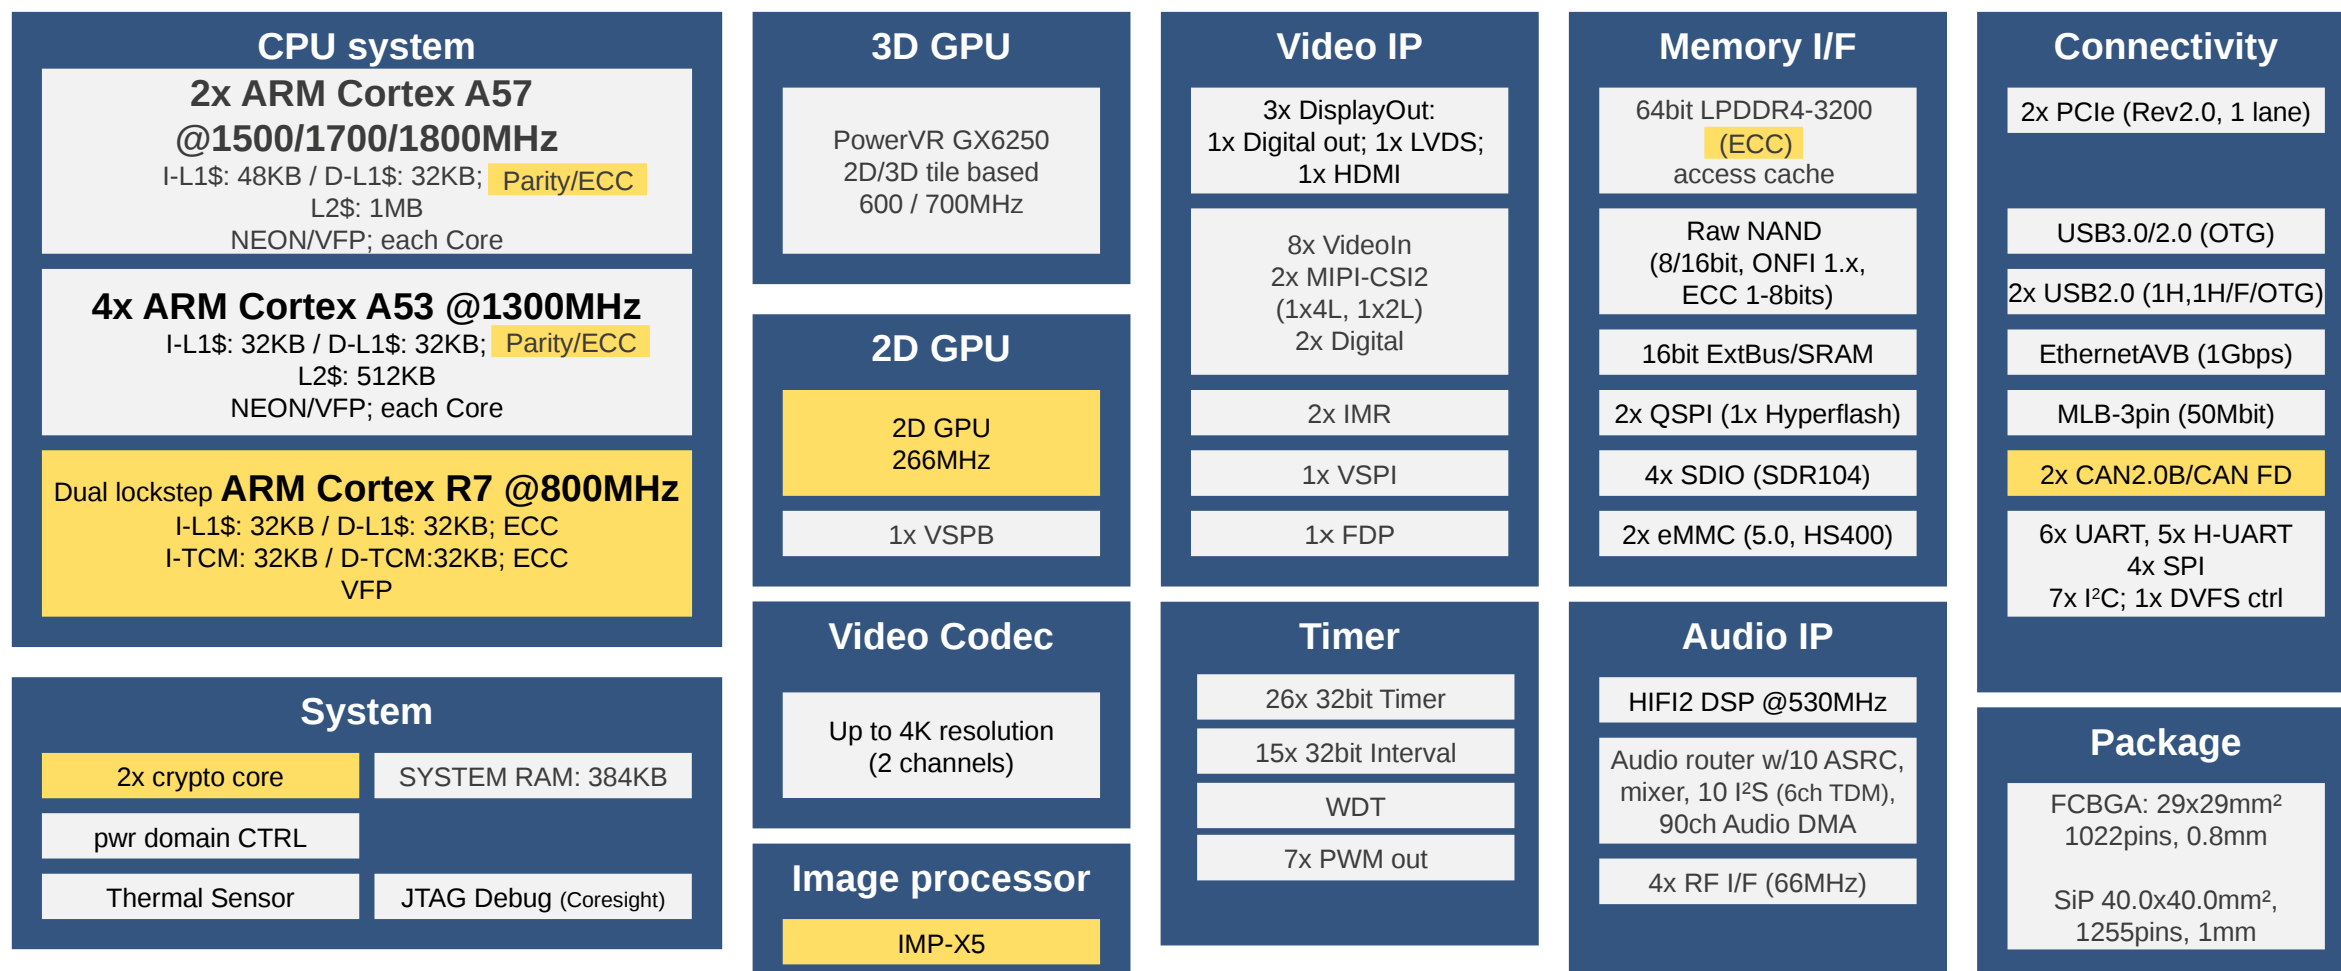 CPU system
2x ARM Cortex A57
@1500/1700/1800MHz
I-L1$: 48KB / D-L1$: 32KB; Parity/ECC
L2$: 1MB
NEON/VFP; each Core
4x ARM Cortex A53 @1300MHz
I-L1$: 32KB / D-L1$: 32KB; Parity/ECC
L2$: 512KB
NEON/VFP; each Core
Dual lockstep ARM Cortex R7 @800MHz
I-L1$: 32KB / D-L1$: 32KB; ECC
I-TCM: 32KB / D-TCM:32KB; ECC
VFP
System
2x crypto core
SYSTEM RAM: 384KB
pwr domain CTRL
Thermal Sensor
JTAG Debug (Coresight)
3D GPU
PowerVR GX6250
2D/3D tile based
600 / 700MHz
2D GPU
2D GPU
266MHz
1x VSPB
Video Codec
Up to 4K resolution
(2 channels)
Image processor
IMP-X5
Video IP
3x DisplayOut:
1x Digital out; 1x LVDS;
1x HDMI
8x VideoIn
2x MIPI-CSI2
(1x4L, 1x2L)
2x Digital
2x IMR
1x VSPI
1x FDP
Timer
26x 32bit Timer
15x 32bit Interval
WDT
7x PWM out
Memory I/F
64bit LPDDR4-3200
(ECC)
access cache
Raw NAND
(8/16bit, ONFI 1.x,
ECC 1-8bits)
16bit ExtBus/SRAM
2x QSPI (1x Hyperflash)
4x SDIO (SDR104)
2x eMMC (5.0, HS400)
Audio IP
HIFI2 DSP @530MHz
Audio router w/10 ASRC,
mixer, 10 I²S (6ch TDM),
90ch Audio DMA
4x RF I/F (66MHz)
Connectivity
2x PCIe (Rev2.0, 1 lane)
USB3.0/2.0 (OTG)
2x USB2.0 (1H,1H/F/OTG)
EthernetAVB (1Gbps)
MLB-3pin (50Mbit)
2x CAN2.0B/CAN FD
6x UART, 5x H-UART
4x SPI
7x I²C; 1x DVFS ctrl
Package
FCBGA: 29x29mm²
1022pins, 0.8mm
SiP 40.0x40.0mm²,
1255pins, 1mm